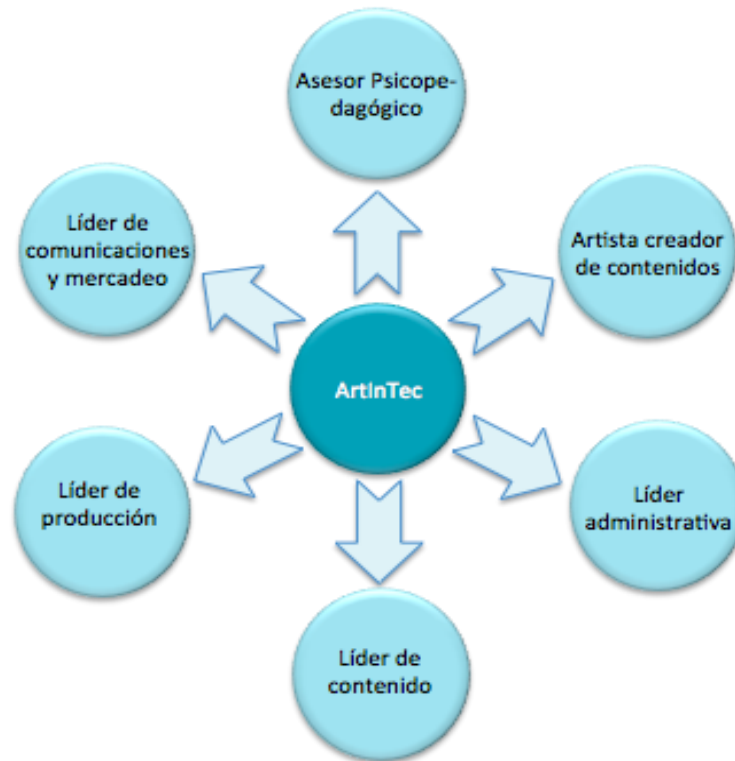 Asesor Psicope-
dagógico
Líder de
comunicaciones
y mercadeo
Artista creador
de contenidos
ArtInTec
Líder de
producción
Líder
administrativa
Líder de
contenido